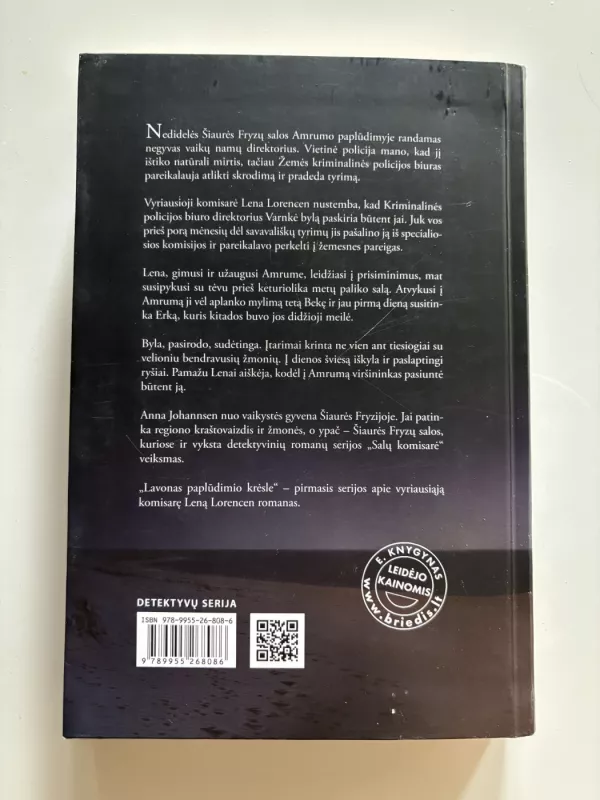 Nedidelės Šiaurės Fryzų salos Amrumo paplūdimyje randamas
negyvas vaikų namų direktorius. Vietinė policija mano, kad jį
ištiko natūrali mirtis, tačiau Žemės kriminalinės policijos biuras
pareikalauja atlikti skrodimą ir pradeda tyrimą.
Vyriausioji komisarė Lena Lorencen nustemba, kad Kriminalinės
policijos biuro direktorius Varnkė bylą paskiria būtent jai. Juk vos
prieš porą mėnesių dėl savavališkų tyrimų jis pašalino ją iš specialio-
sios komisijos ir pareikalavo perkelti į žemesnes pareigas.
Lena, gimusi ir užaugusi Amrume, leidžiasi į prisiminimus, mat
susipykusi su tėvu prieš keturiolika metų paliko salą. Atvykusi į
Amrumą ji vėl aplanko mylimą tetą Bekę ir jau pirmą dieną susitin-
ka Erką, kuris kitados buvo jos didžioji meilė.
Byla, pasirodo, sudėtinga. Įtarimai krinta ne vien ant tiesiogiai su
velioniu bendravusių žmonių. Į dienos šviesą iškyla ir paslaptingi
ryšiai. Pamažu Lenai aiškėja, kodėl į Amrumą viršininkas pasiuntė
būtent ją.
Anna Johannsen nuo vaikystės gyvena Šiaurės Fryzijoje. Jai patin-
ka regiono kraštovaizdis ir žmonės, o ypač – Šiaurės Fryzų salos,
kuriose ir vyksta detektyvinių romanų serijos „Salų komisarė“
veiksmas.
„Lavonas paplūdimio krėsle“ – pirmasis serijos apie vyriausiąją
komisarę Leną Lorencen romanas.
E. KNYGYNAS
LEIDĖJO
KAINOMIS
www.briedis.lt
DETEKTYVŲ SERIJA
ISBN 978-9955-26-808-6
9 789955 268086